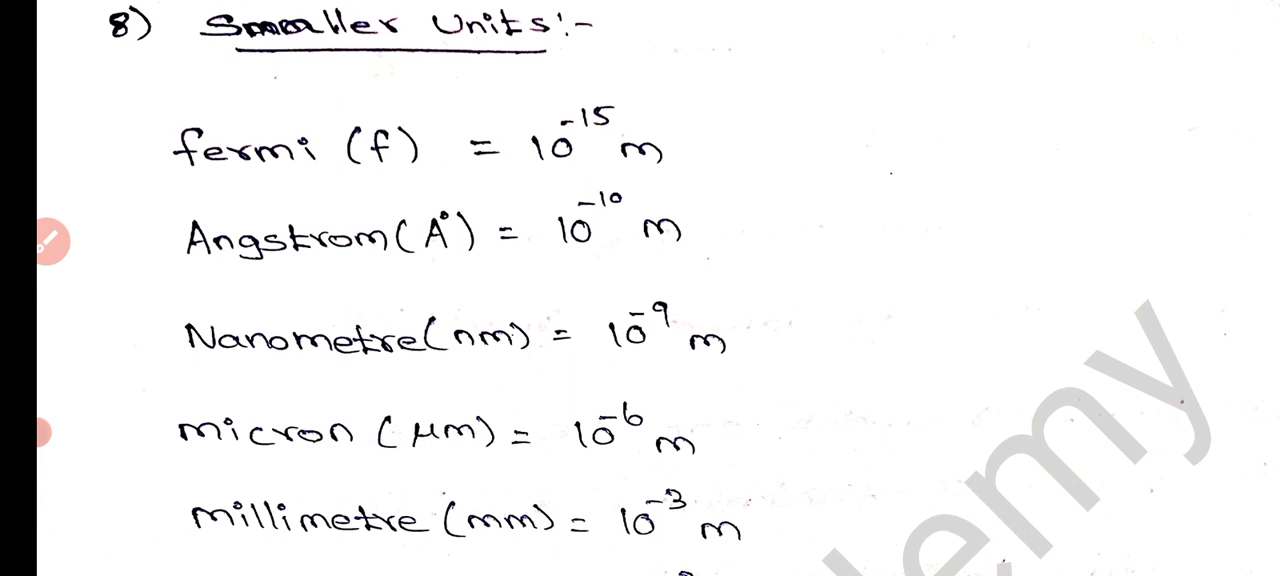 8) Smaller Units:-
fermi (f) = 10⁻¹⁵ m
Angstrom (A°) = 10⁻¹⁰ m
Nanometre (nm) = 10⁻⁹ m
micron (μm) = 10⁻⁶ m
millimetre (mm) = 10⁻³ m
emy